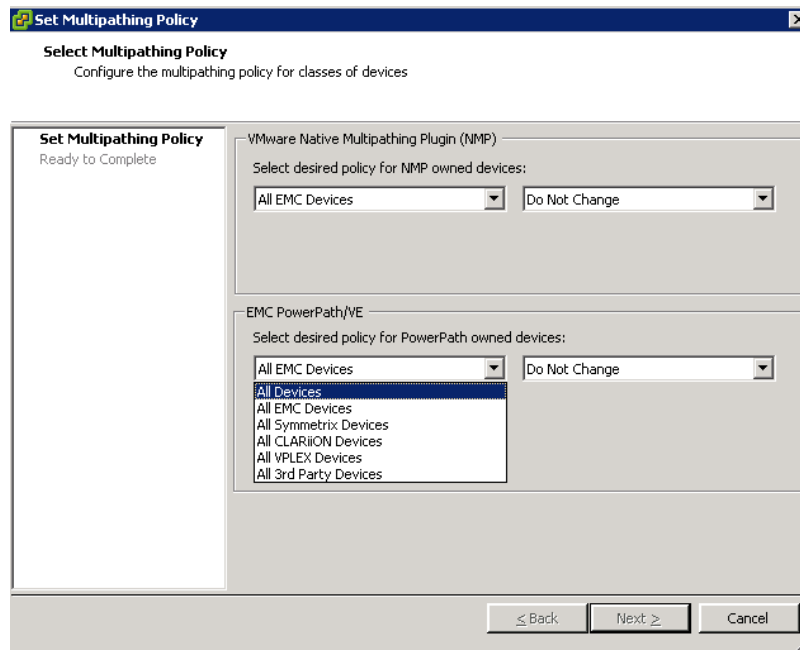 Set Multipathing Policy
Select Multipathing Policy
Configure the multipathing policy for classes of devices
Set Multipathing Policy
Ready to Complete
VMware Native Multipathing Plugin (NMP)
Select desired policy for NMP owned devices:
All EMC Devices Do Not Change
EMC PowerPath/VE
Select desired policy for PowerPath owned devices:
All EMC Devices Do Not Change
All Devices
All EMC Devices
All Symmetrix Devices
All CLARiiON Devices
All VPLEX Devices
All 3rd Party Devices
< Back Next > Cancel